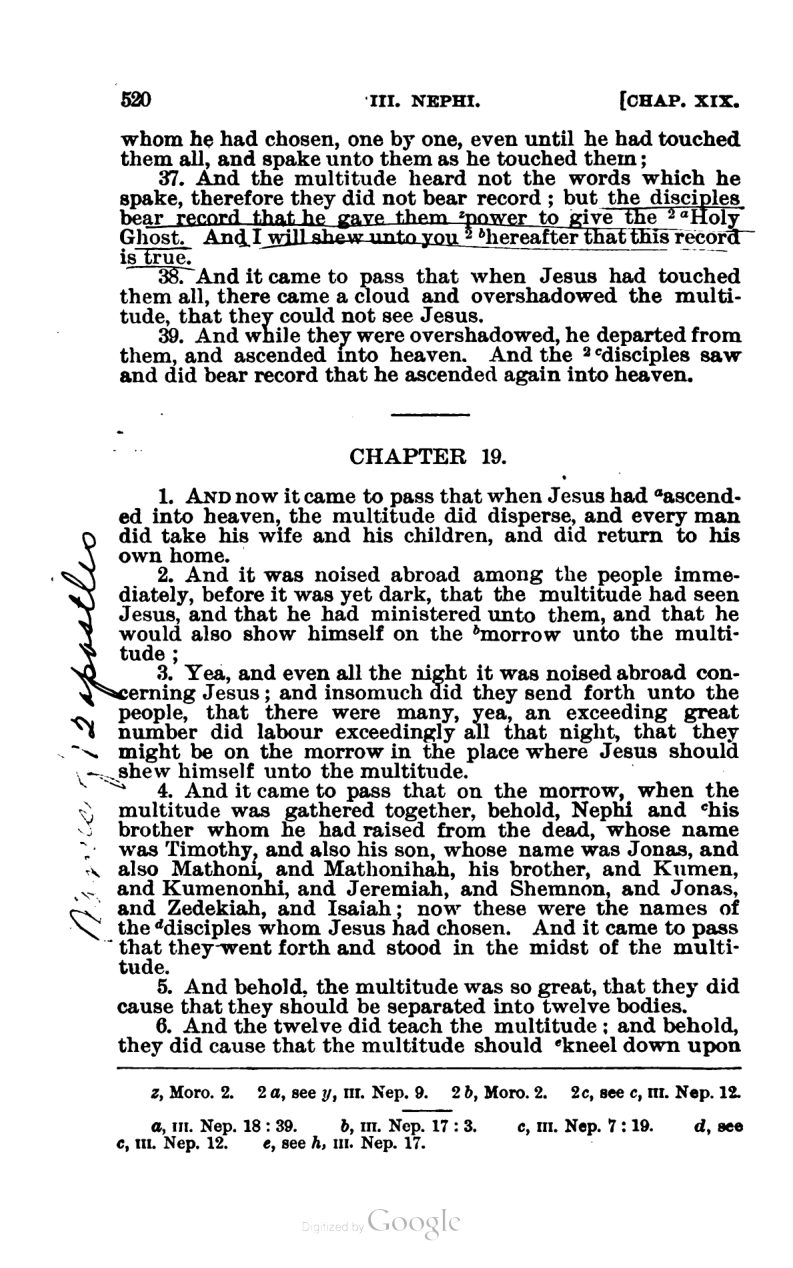 520 III. NEPHI. [CHAP. XIX.
whom he had chosen, one by one, even until he had touched
them all, and spake unto them as he touched them;
37. And the multitude heard not the words which he
spake, therefore they did not bear record ; but the disciples
bear record that he gave them ᶻpower to give the ²ᵃHoly
Ghost. And I will shew unto you ²ᵇhereafter that this record
is true.
38. And it came to pass that when Jesus had touched
them all, there came a cloud and overshadowed the multi-
tude, that they could not see Jesus.
39. And while they were overshadowed, he departed from
them, and ascended into heaven. And the ²ᶜdisciples saw
and did bear record that he ascended again into heaven.
CHAPTER 19.
1. AND now it came to pass that when Jesus had ᵃascend-
ed into heaven, the multitude did disperse, and every man
did take his wife and his children, and did return to his
own home.
2. And it was noised abroad among the people imme-
diately, before it was yet dark, that the multitude had seen
Jesus, and that he had ministered unto them, and that he
would also show himself on the ᵇmorrow unto the multi-
tude ;
3. Yea, and even all the night it was noised abroad con-
cerning Jesus ; and insomuch did they send forth unto the
people, that there were many, yea, an exceeding great
number did labour exceedingly all that night, that they
might be on the morrow in the place where Jesus should
shew himself unto the multitude.
4. And it came to pass that on the morrow, when the
multitude was gathered together, behold, Nephi and ᶜhis
brother whom he had raised from the dead, whose name
was Timothy, and also his son, whose name was Jonas, and
also Mathoni, and Mathonihah, his brother, and Kumen,
and Kumenonhi, and Jeremiah, and Shemnon, and Jonas,
and Zedekiah, and Isaiah ; now these were the names of
the ᵈdisciples whom Jesus had chosen. And it came to pass
that they went forth and stood in the midst of the multi-
tude.
5. And behold, the multitude was so great, that they did
cause that they should be separated into twelve bodies.
6. And the twelve did teach the multitude ; and behold,
they did cause that the multitude should ᵉkneel down upon
z, Moro. 2. 2 a, see y, III. Nep. 9. 2 b, Moro. 2. 2c, see c, III. Nep. 12.
a, III. Nep. 18 : 39. b, III. Nep. 17 : 3. c, III. Nep. 7 : 19. d, see
c, III. Nep. 12. e, see h, III. Nep. 17.
12 apostles
Digitized by Google